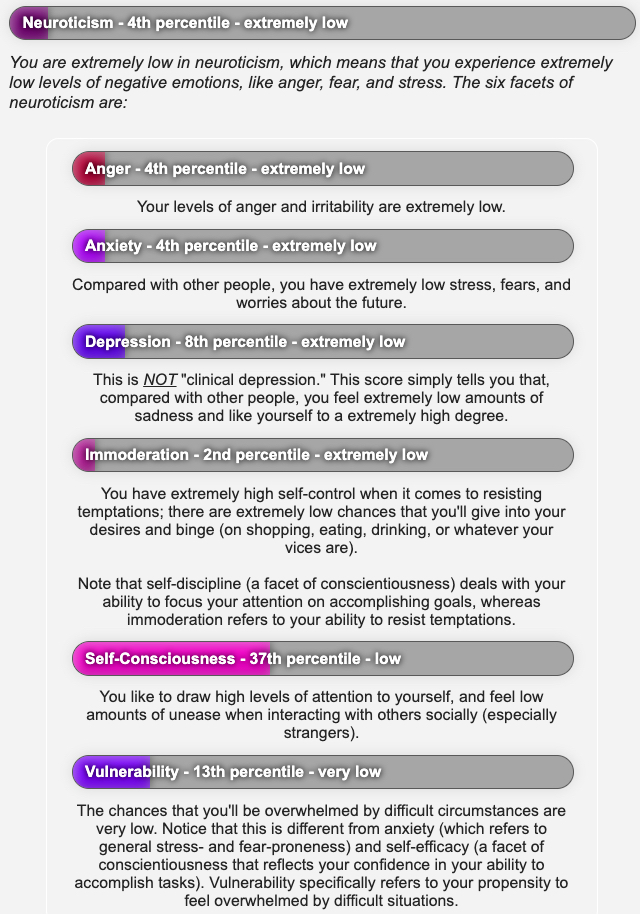 Neuroticism - 4th percentile - extremely low
You are extremely low in neuroticism, which means that you experience extremely
low levels of negative emotions, like anger, fear, and stress. The six facets of
neuroticism are:
Anger - 4th percentile - extremely low
Your levels of anger and irritability are extremely low.
Anxiety - 4th percentile - extremely low
Compared with other people, you have extremely low stress, fears, and
worries about the future.
Depression - 8th percentile - extremely low
This is NOT "clinical depression." This score simply tells you that,
compared with other people, you feel extremely low amounts of
sadness and like yourself to a extremely high degree.
Immoderation - 2nd percentile - extremely low
You have extremely high self-control when it comes to resisting
temptations; there are extremely low chances that you'll give into your
desires and binge (on shopping, eating, drinking, or whatever your
vices are).
Note that self-discipline (a facet of conscientiousness) deals with your
ability to focus your attention on accomplishing goals, whereas
immoderation refers to your ability to resist temptations.
Self-Consciousness - 37th percentile - low
You like to draw high levels of attention to yourself, and feel low
amounts of unease when interacting with others socially (especially
strangers).
Vulnerability - 13th percentile - very low
The chances that you'll be overwhelmed by difficult circumstances are
very low. Notice that this is different from anxiety (which refers to
general stress- and fear-proneness) and self-efficacy (a facet of
conscientiousness that reflects your confidence in your ability to
accomplish tasks). Vulnerability specifically refers to your propensity to
feel overwhelmed by difficult situations.